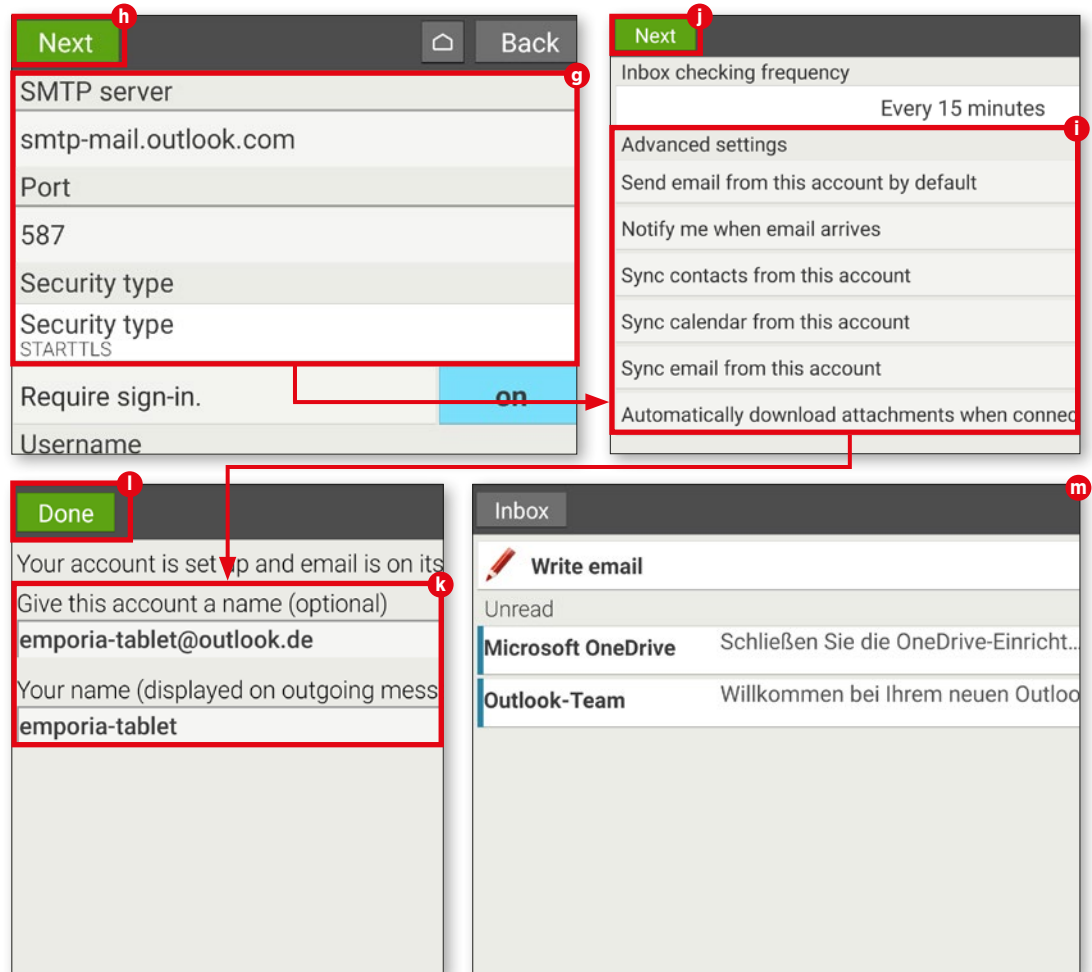 h
Next
Back
g
SMTP server
smtp-mail.outlook.com
Port
587
Security type
Security type
STARTTLS
Require sign-in.
on
Username
j
Next
Inbox checking frequency
Every 15 minutes
i
Advanced settings
Send email from this account by default
Notify me when email arrives
Sync contacts from this account
Sync calendar from this account
Sync email from this account
Automatically download attachments when connec
l
Done
Your account is set up and email is on its
k
Give this account a name (optional)
emporia-tablet@outlook.de
Your name (displayed on outgoing mess
emporia-tablet
m
Inbox
Write email
Unread
Microsoft OneDrive Schließen Sie die OneDrive-Einricht...
Outlook-Team Willkommen bei Ihrem neuen Outloo